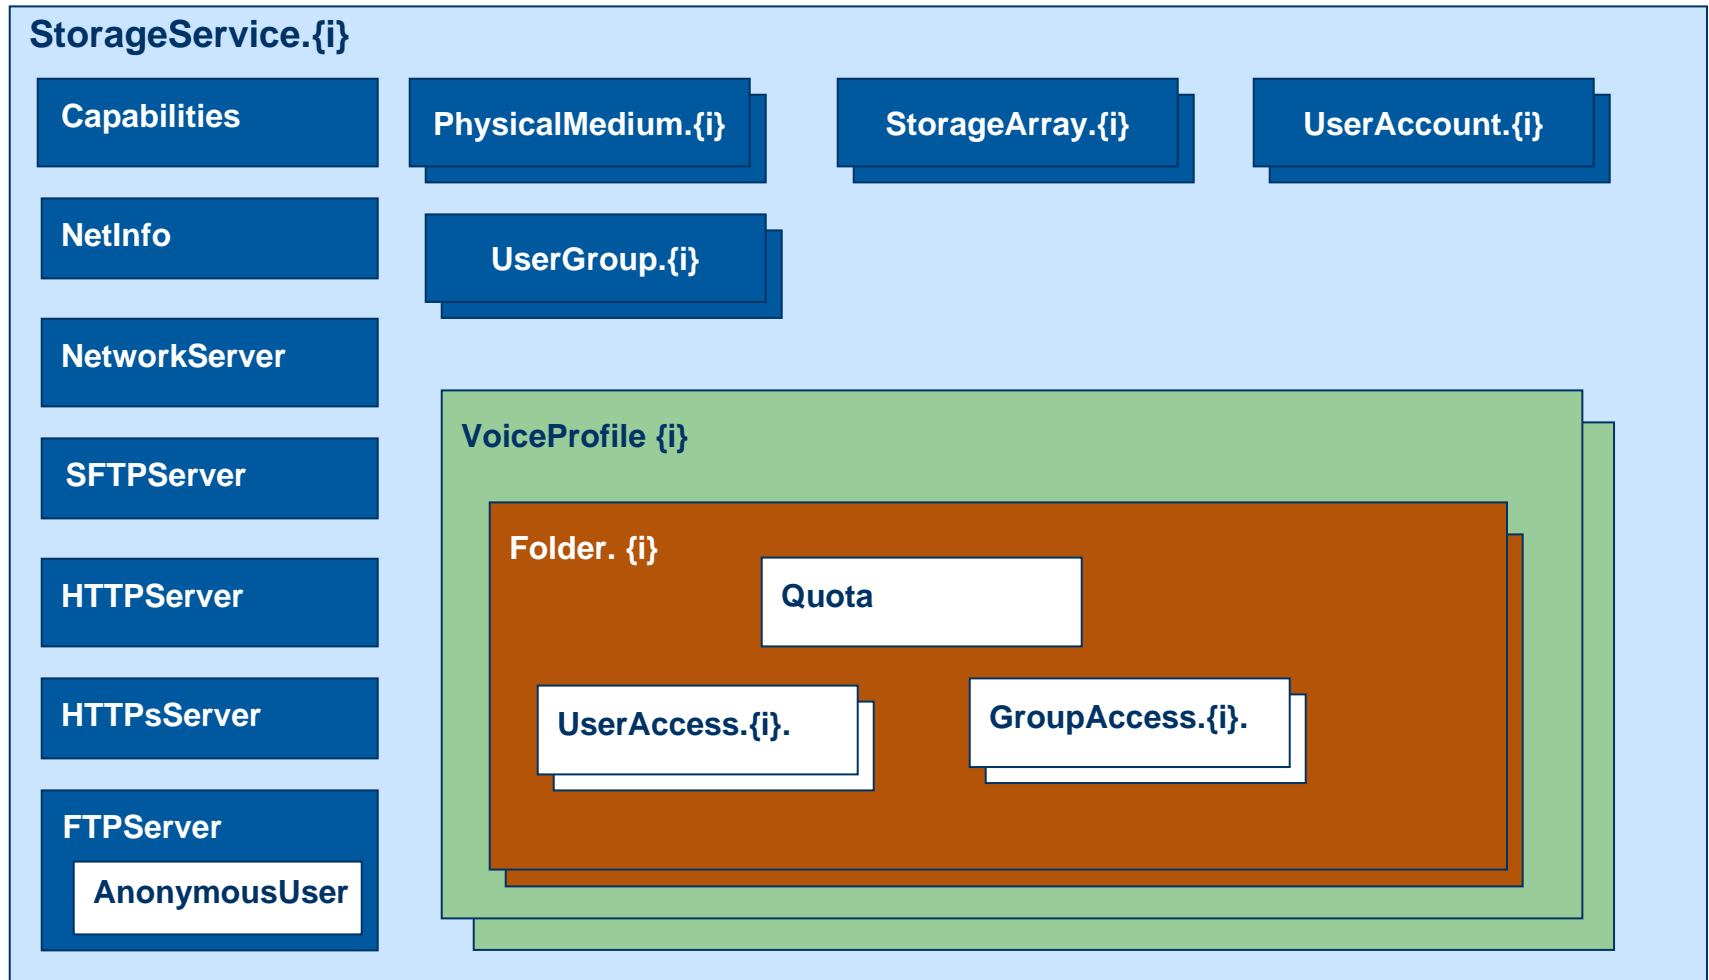 StorageService.{i}
Capabilities
PhysicalMedium.{i}
StorageArray.{i}
UserAccount.{i}
NetInfo
UserGroup.{i}
NetworkServer
VoiceProfile {i}
SFTPServer
Folder. {i}
HTTPServer
Quota
HTTPsServer
UserAccess.{i}.
GroupAccess.{i}.
FTPServer
AnonymousUser